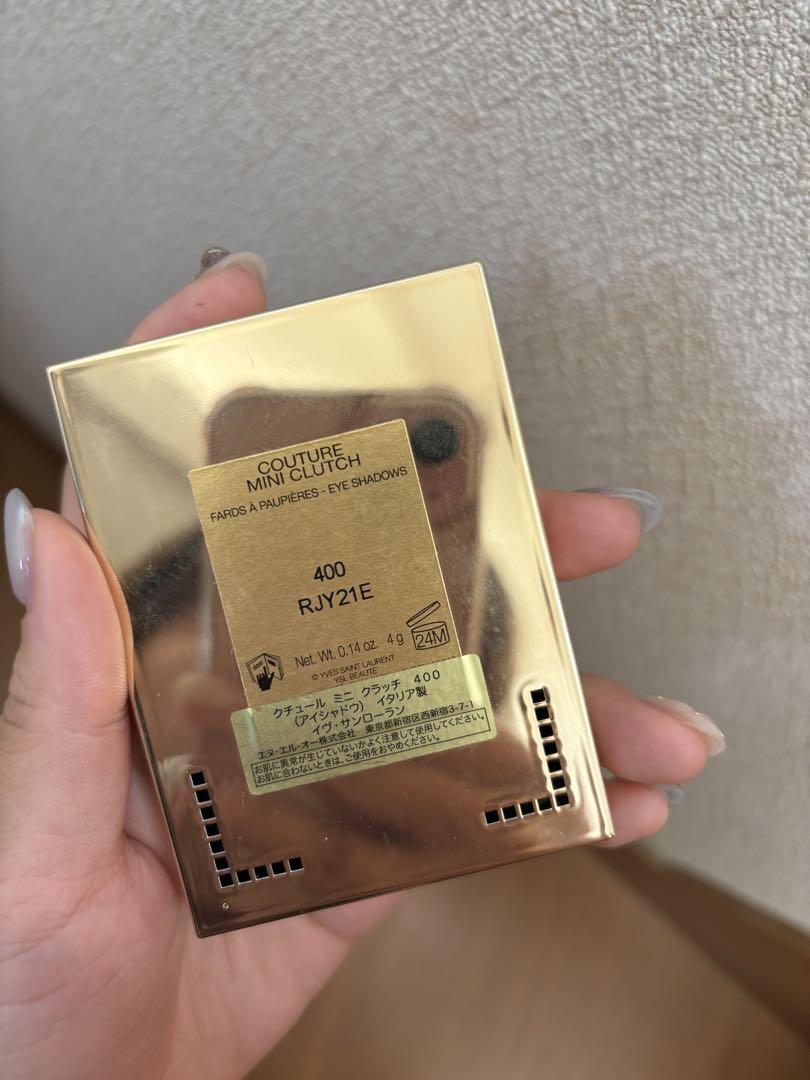 COUTURE
MINI CLUTCH
FARDS À PAUPIÈRES - EYE SHADOWS
400
RJY21E
Net. Wt. 0.14 oz. 4 g
24M
© YVES SAINT LAURENT
YSL BEAUTÉ
クチュール ミニ クラッチ 400
(アイシャドウ) イタリア製
イヴ・サンローラン
エヌ・エル・オー株式会社 東京都新宿区西新宿3-7-1
お肌に異常が生じていないかよく注意して使用してください。
お肌に合わないときは、ご使用をおやめください。